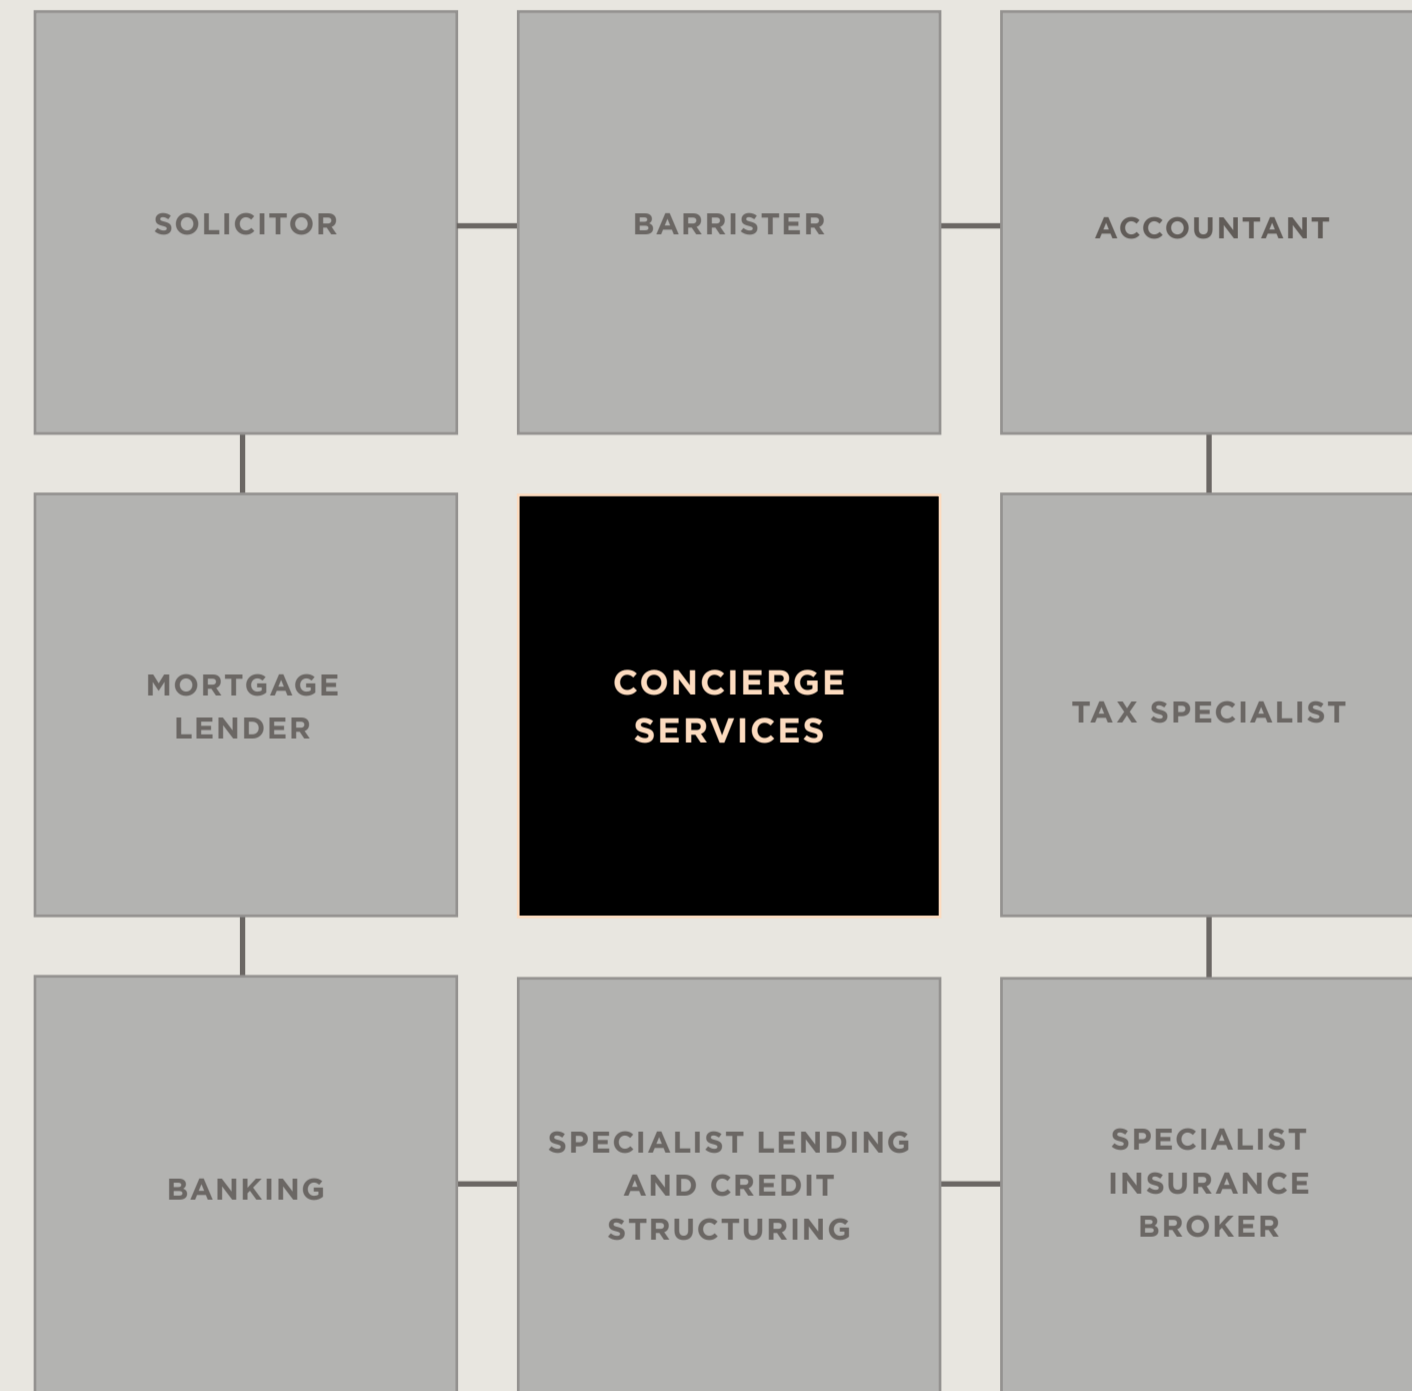 SOLICITOR
BARRISTER
ACCOUNTANT
MORTGAGE
LENDER
CONCIERGE
SERVICES
TAX SPECIALIST
BANKING
SPECIALIST LENDING
AND CREDIT
STRUCTURING
SPECIALIST
INSURANCE
BROKER